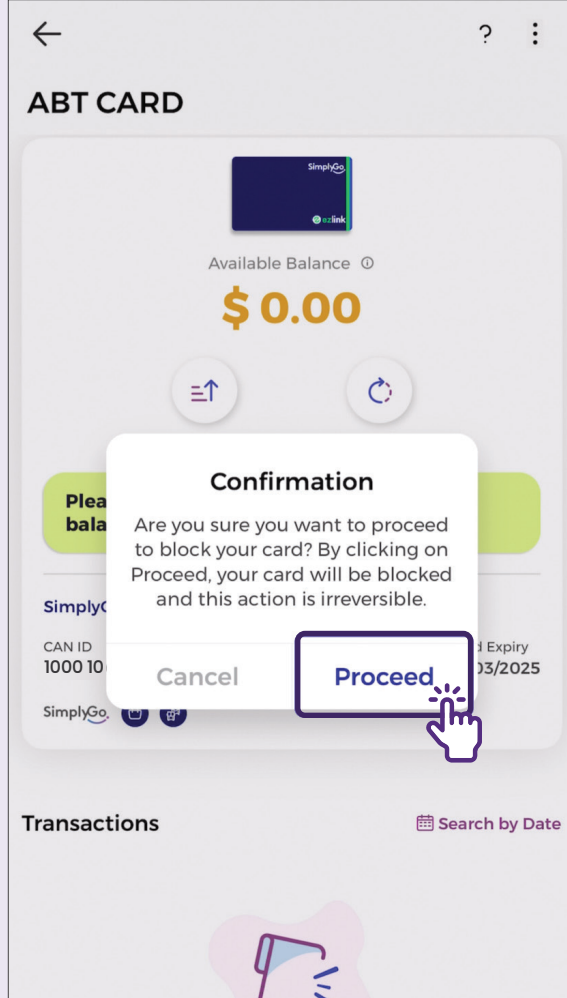 ?
ABT CARD
SimplyGo
ezlink
Available Balance
$ 0.00
Confirmation
Are you sure you want to proceed
to block your card? By clicking on
Proceed, your card will be blocked
and this action is irreversible.
Cancel
Proceed
Plea
bala
SimplyG
CAN ID
1000 10
d Expiry
03/2025
SimplyGo.
Transactions
Search by Date